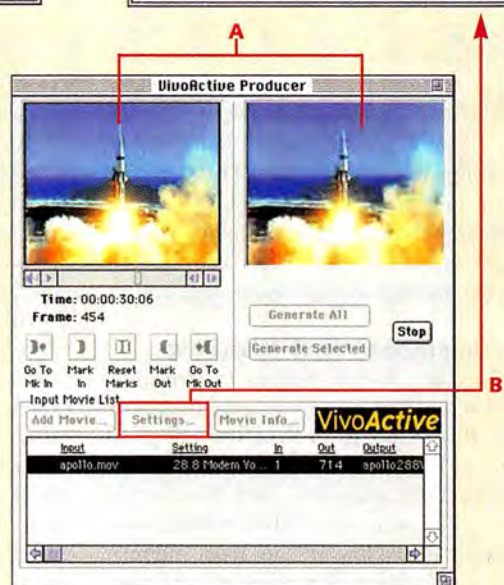 A
VivoActive Producer
Time: 00:00:30:06
Frame: 454
Generate All
Stop
Generate Selected
Go To Mk In
Mark In
Reset Marks
Mark Out
Go To Mk Out
B
Input Movie List
Add Movie...
Settings...
Movie Info...
VivoActive
Input Setting In Out Output
apollo.mov 28.8 Modem Vo... 1 714